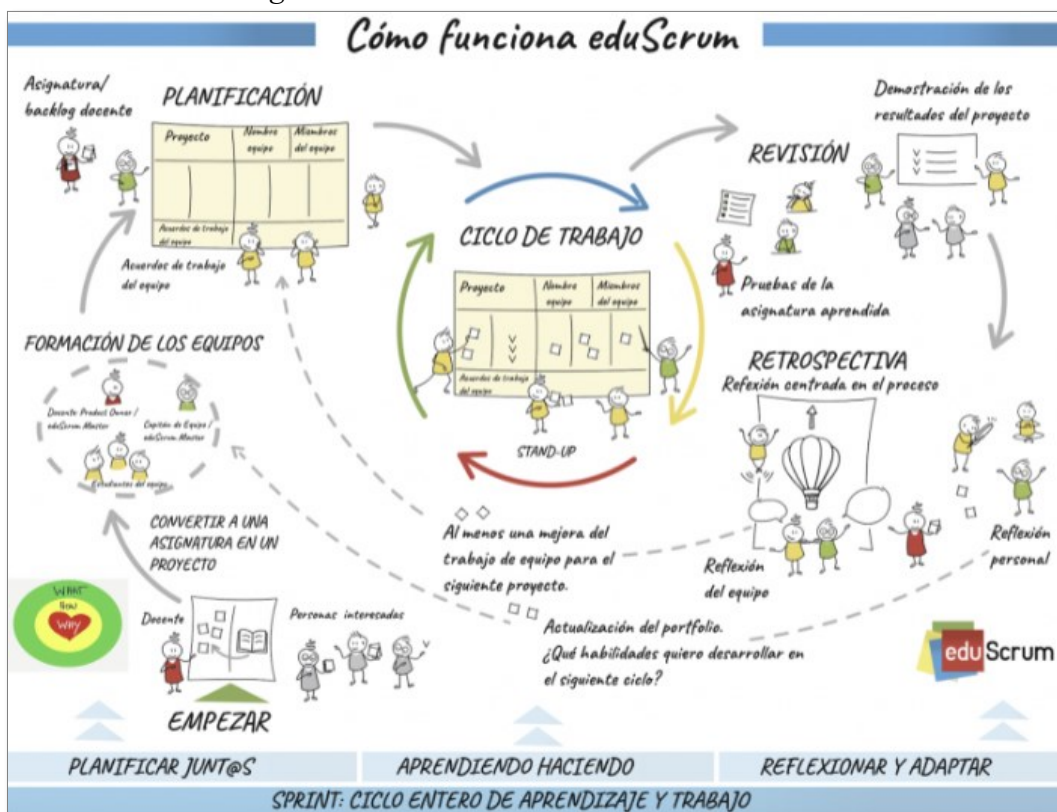 Cómo funciona eduScrum
Asignatura/
backlog docente
PLANIFICACIÓN
Proyecto
Nombre
equipo
Miembros
del equipo
Acuerdos de trabajo
del equipo
Acuerdos de trabajo
del equipo
CICLO DE TRABAJO
Proyecto
Nombre
equipo
Miembros
del equipo
Acuerdos de trabajo
del equipo
STAND-UP
Demostración de los
resultados del proyecto
REVISIÓN
Pruebas de la
asignatura aprendida
RETROSPECTIVA
Refexión centrada en el proceso
Reflexión
del equipo
Reflexión
personal
FORMACIÓN DE LOS EQUIPOS
Docente Product Owner /
eduScrum Master
Capitán de Equipo /
eduScrum Master
Estudiantes del equipo
CONVERTIR A UNA
ASIGNATURA EN UN
PROYECTO
Al menos una mejora del
trabajo de equipo para el
siguiente proyecto.
WHAT
HOW
WHY
Docente
Personas interesadas
EMPEZAR
Actualización del portfolio.
¿Qué habilidades quiero desarrollar en
el siguiente ciclo?
eduScrum
PLANIFICAR JUNT@S
APRENDIENDO HACIENDO
REFLEXIONAR Y ADAPTAR
SPRINT: CICLO ENTERO DE APRENDIZAJE Y TRABAJO